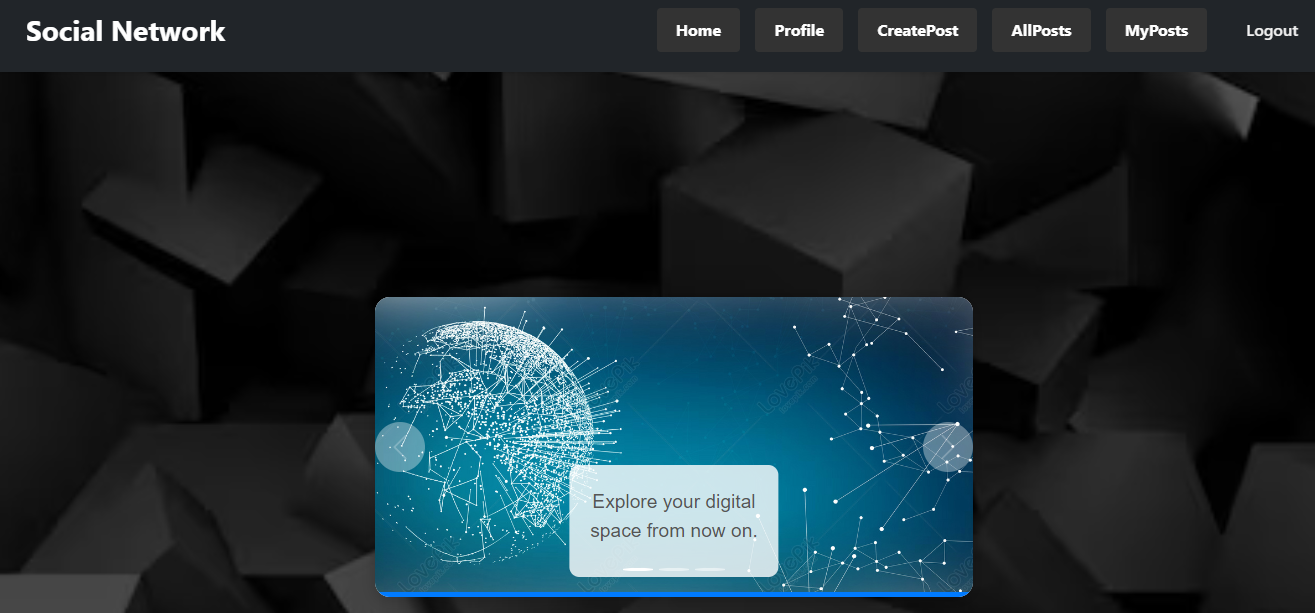 Social Network
Home
Profile
CreatePost
AllPosts
MyPosts
Logout
Explore your digital
space from now on.